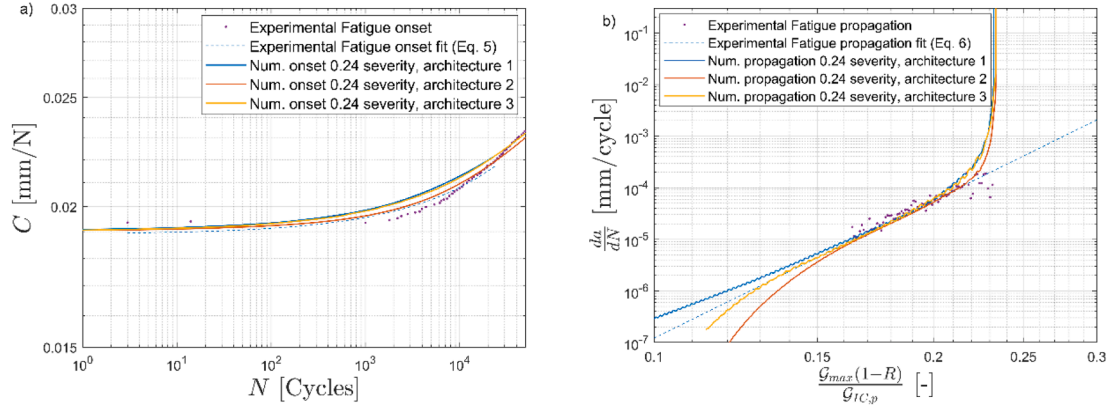 a)
0.03
0.025
0.02
0.015
C [mm/N]
Experimental Fatigue onset
Experimental Fatigue onset fit (Eq. 5)
Num. onset 0.24 severity, architecture 1
Num. onset 0.24 severity, architecture 2
Num. onset 0.24 severity, architecture 3
10^0 10^1 10^2 10^3 10^4
N [Cycles]
b)
10^-1
10^-2
10^-3
10^-4
10^-5
10^-6
10^-7
da/dN [mm/cycle]
Experimental Fatigue propagation
Experimental Fatigue propagation fit (Eq. 6)
Num. propagation 0.24 severity, architecture 1
Num. propagation 0.24 severity, architecture 2
Num. propagation 0.24 severity, architecture 3
0.1 0.15 0.2 0.25 0.3
𝒢max(1−R)/𝒢IC,p [-]